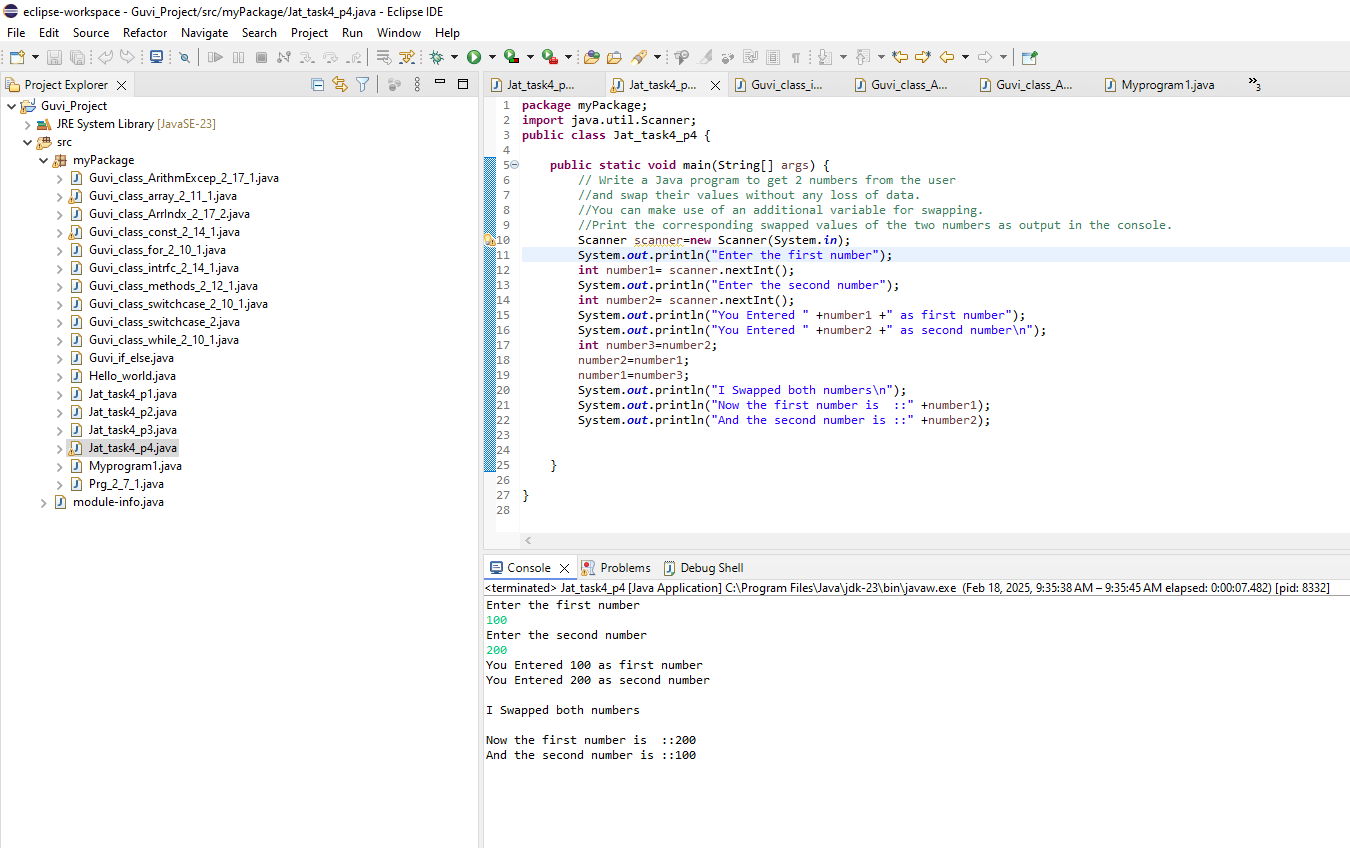 eclipse-workspace - Guvi_Project/src/myPackage/Jat_task4_p4.java - Eclipse IDE
File Edit Source Refactor Navigate Search Project Run Window Help
Project Explorer
Guvi_Project
JRE System Library [JavaSE-23]
src
myPackage
Guvi_class_ArithmExcep_2_17_1.java
Guvi_class_array_2_11_1.java
Guvi_class_ArrIndx_2_17_2.java
Guvi_class_const_2_14_1.java
Guvi_class_for_2_10_1.java
Guvi_class_intrfc_2_14_1.java
Guvi_class_methods_2_12_1.java
Guvi_class_switchcase_2_10_1.java
Guvi_class_switchcase_2.java
Guvi_class_while_2_10_1.java
Guvi_if_else.java
Hello_world.java
Jat_task4_p1.java
Jat_task4_p2.java
Jat_task4_p3.java
Jat_task4_p4.java
Myprogram1.java
Prg_2_7_1.java
module-info.java
Jat_task4_p... Jat_task4_p... Guvi_class_i... Guvi_class_A... Guvi_class_A... Myprogram1.java »3
1 package myPackage;
2 import java.util.Scanner;
3 public class Jat_task4_p4 {
4
5 public static void main(String[] args) {
6 // Write a Java program to get 2 numbers from the user
7 //and swap their values without any loss of data.
8 //You can make use of an additional variable for swapping.
9 //Print the corresponding swapped values of the two numbers as output in the console.
10 Scanner scanner=new Scanner(System.in);
11 System.out.println("Enter the first number");
12 int number1= scanner.nextInt();
13 System.out.println("Enter the second number");
14 int number2= scanner.nextInt();
15 System.out.println("You Entered " +number1 +" as first number");
16 System.out.println("You Entered " +number2 +" as second number\n");
17 int number3=number2;
18 number2=number1;
19 number1=number3;
20 System.out.println("I Swapped both numbers\n");
21 System.out.println("Now the first number is  ::" +number1);
22 System.out.println("And the second number is ::" +number2);
23
24
25 }
26
27 }
28
Console Problems Debug Shell
<terminated> Jat_task4_p4 [Java Application] C:\Program Files\Java\jdk-23\bin\javaw.exe (Feb 18, 2025, 9:35:38 AM – 9:35:45 AM elapsed: 0:00:07.482) [pid: 8332]
Enter the first number
100
Enter the second number
200
You Entered 100 as first number
You Entered 200 as second number
I Swapped both numbers
Now the first number is  ::200
And the second number is ::100